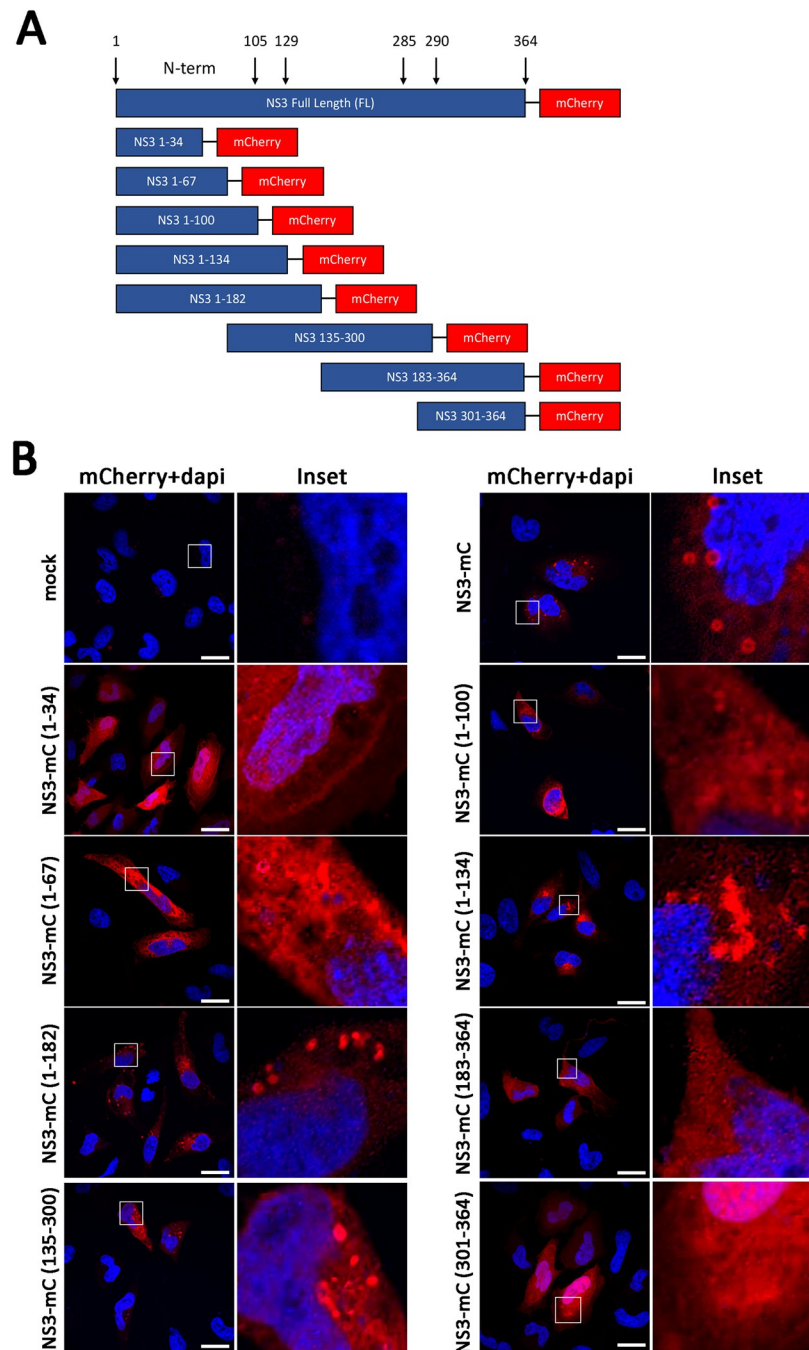 A
1 105 129 285 290 364
N-term
NS3 Full Length (FL) mCherry
NS3 1-34 mCherry
NS3 1-67 mCherry
NS3 1-100 mCherry
NS3 1-134 mCherry
NS3 1-182 mCherry
NS3 135-300 mCherry
NS3 183-364 mCherry
NS3 301-364 mCherry
B
mCherry+dapi Inset mCherry+dapi Inset
mock NS3-mC
NS3-mC (1-34) NS3-mC (1-100)
NS3-mC (1-67) NS3-mC (1-134)
NS3-mC (1-182) NS3-mC (183-364)
NS3-mC (135-300) NS3-mC (301-364)